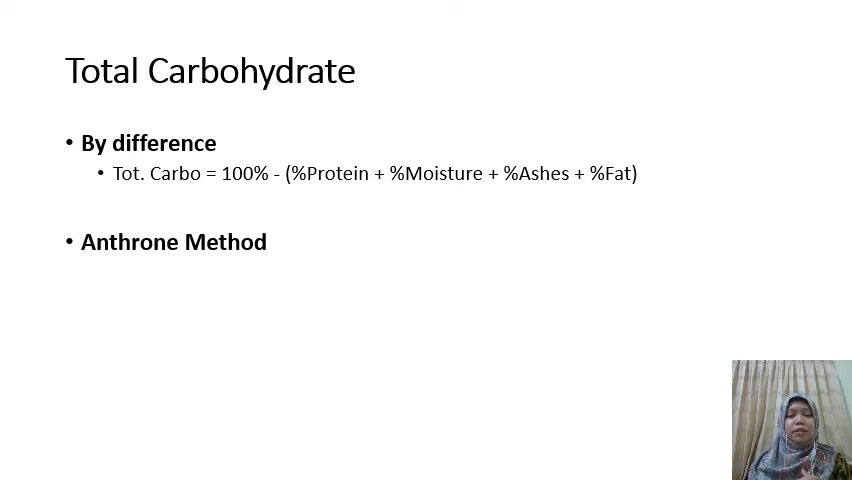 Total Carbohydrate
• By difference
• Tot. Carbo = 100% - (%Protein + %Moisture + %Ashes + %Fat)
• Anthrone Method